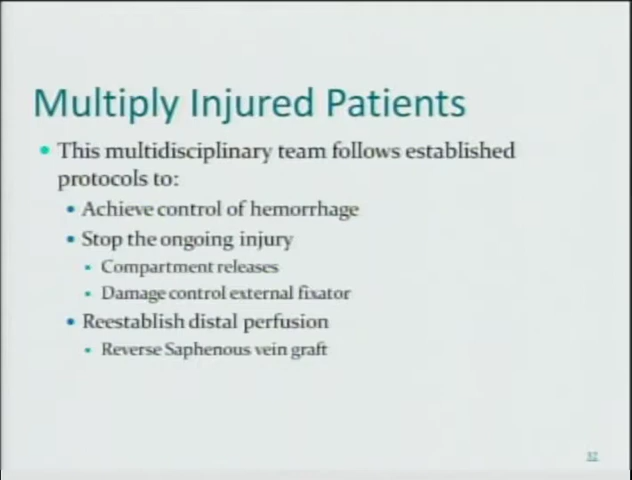 Multiply Injured Patients
This multidisciplinary team follows established
protocols to:
Achieve control of hemorrhage
Stop the ongoing injury
Compartment releases
Damage control external fixator
Reestablish distal perfusion
Reverse Saphenous vein graft